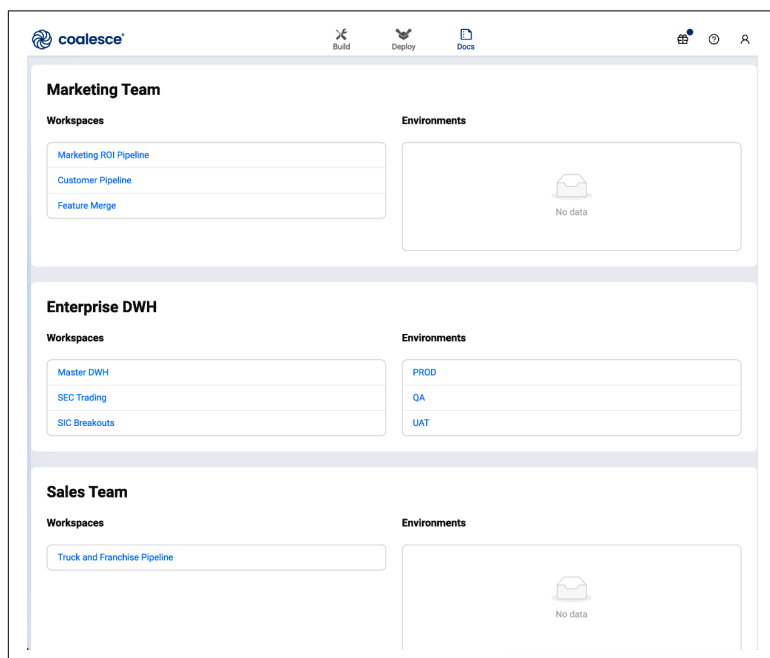 coalesce
Build
Deploy
Docs
Marketing Team
Workspaces
Environments
Marketing ROI Pipeline
Customer Pipeline
Feature Merge
No data
Enterprise DWH
Workspaces
Environments
Master DWH
SEC Trading
SIC Breakouts
PROD
QA
UAT
Sales Team
Workspaces
Environments
Truck and Franchise Pipeline
No data